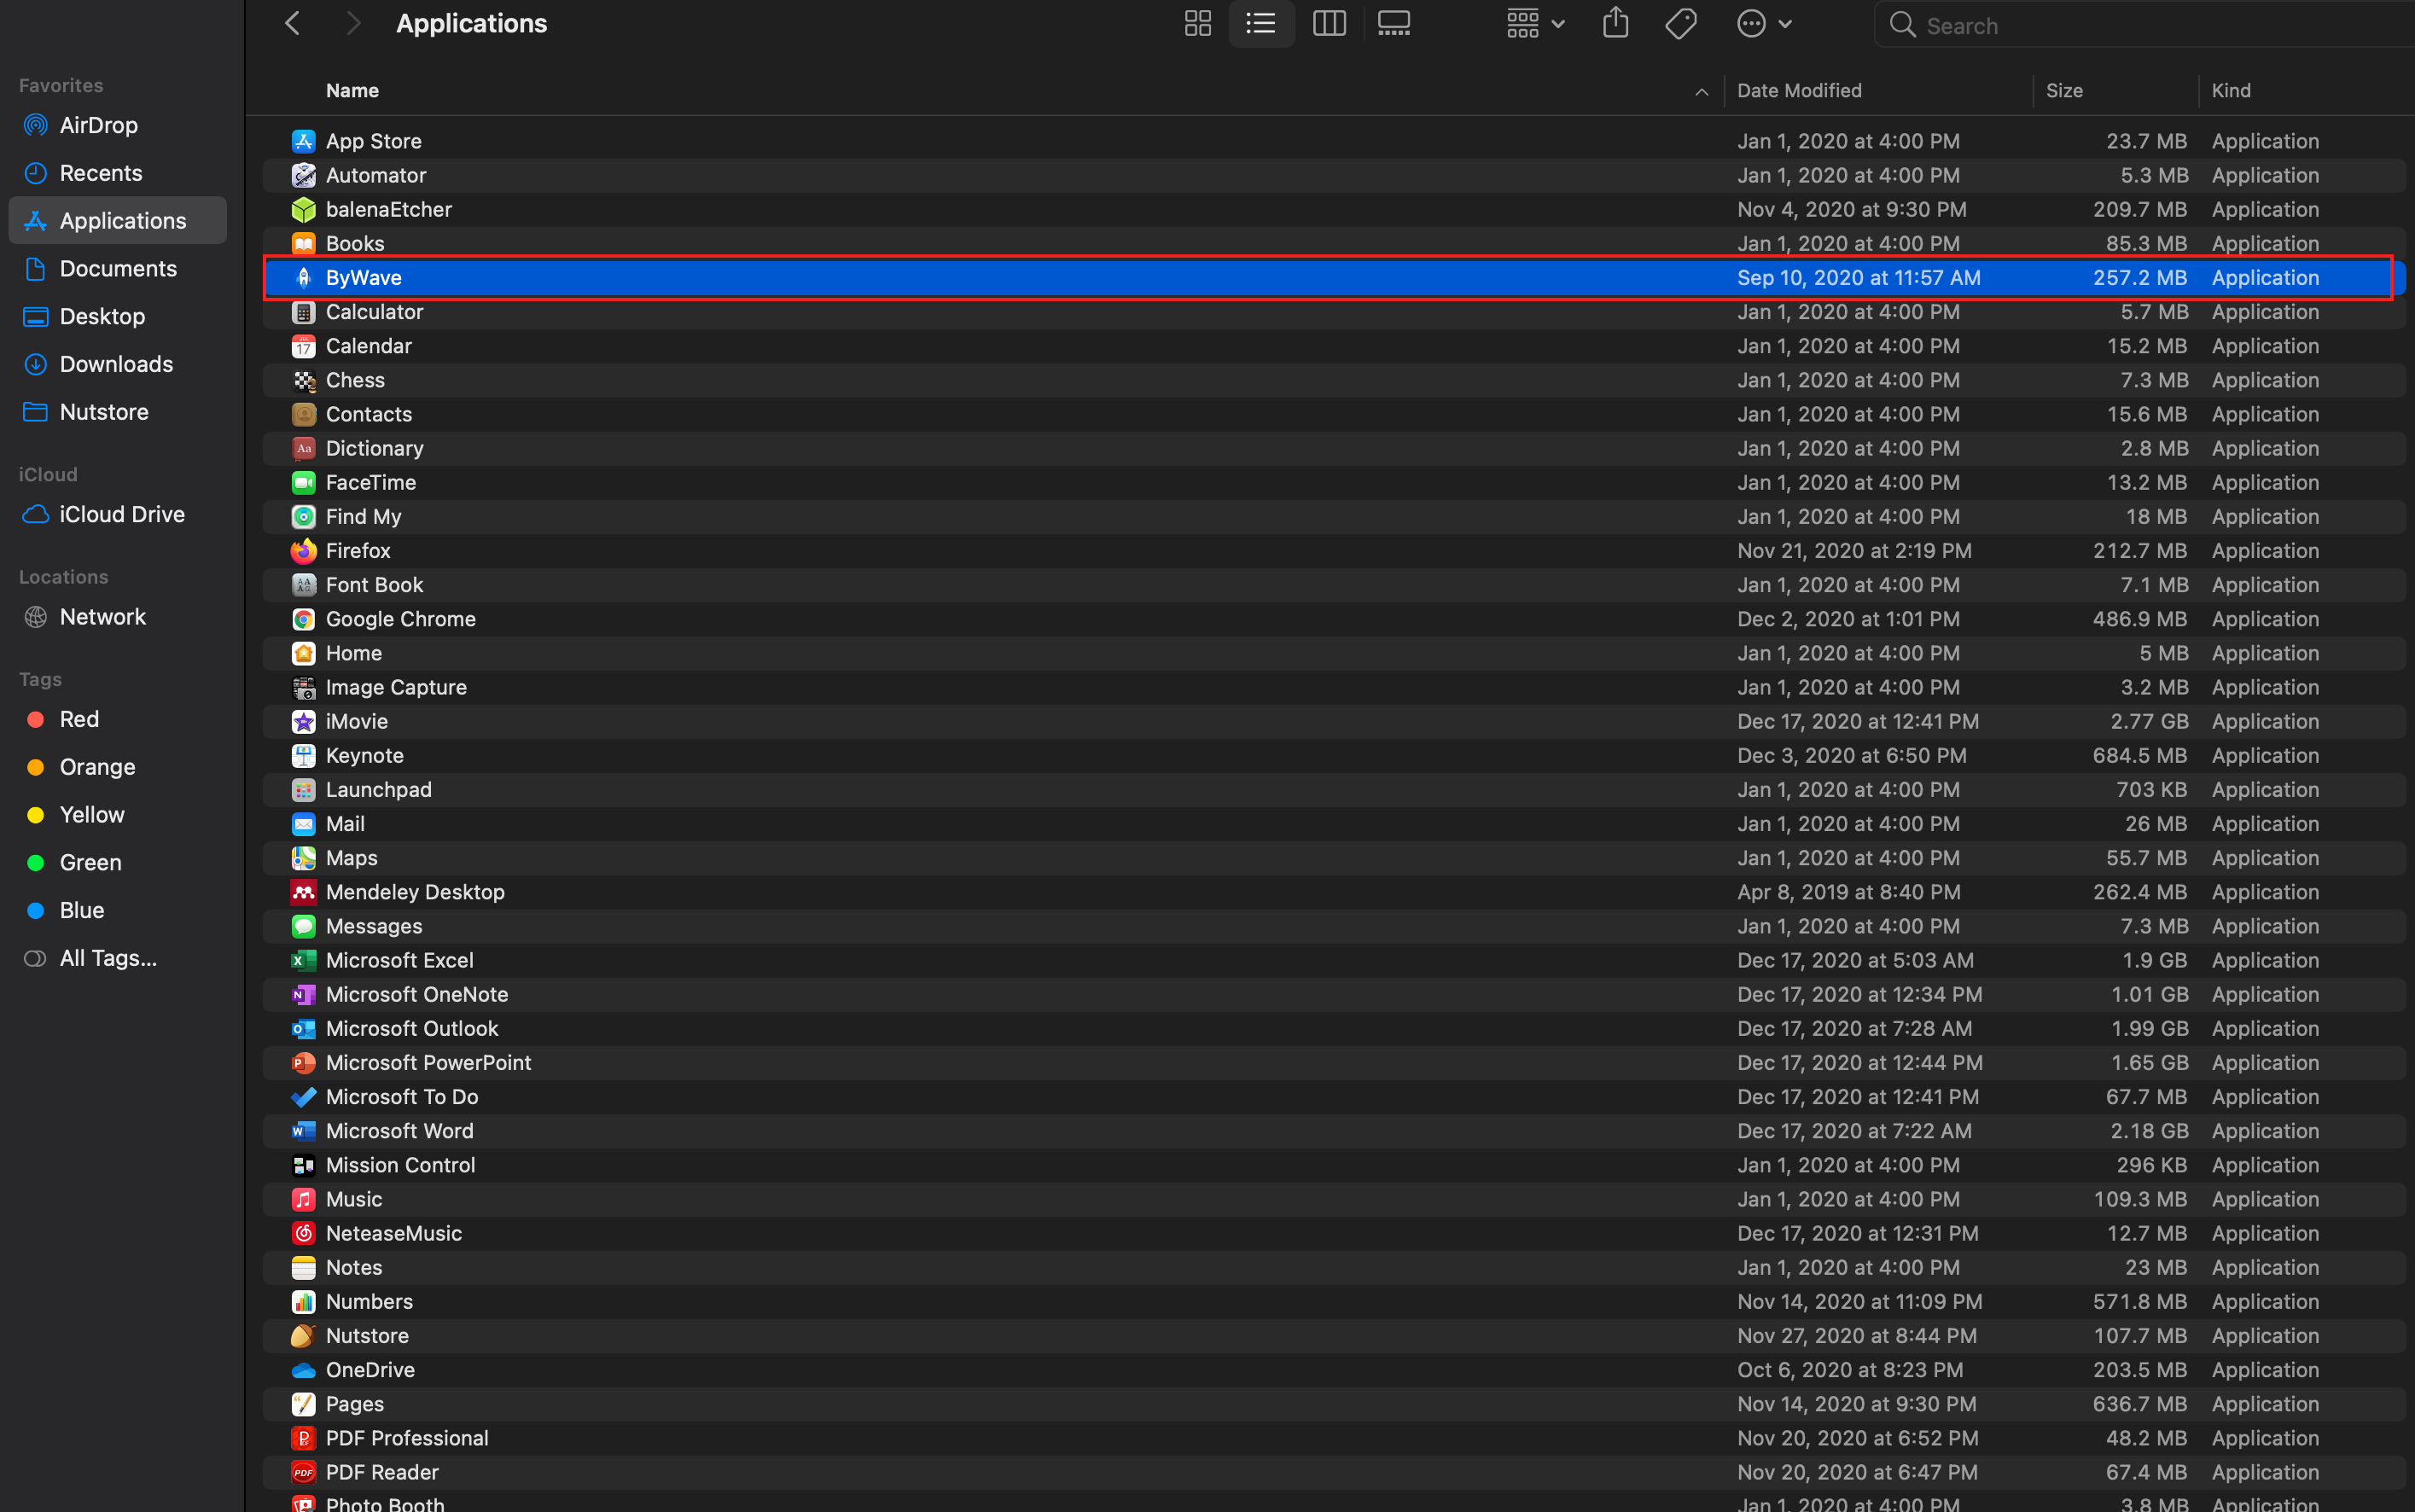 Applications
Search
Favorites
AirDrop
Recents
Applications
Documents
Desktop
Downloads
Nutstore
iCloud
iCloud Drive
Locations
Network
Tags
Red
Orange
Yellow
Green
Blue
All Tags...
Name Date Modified Size Kind
App Store Jan 1, 2020 at 4:00 PM 23.7 MB Application
Automator Jan 1, 2020 at 4:00 PM 5.3 MB Application
balenaEtcher Nov 4, 2020 at 9:30 PM 209.7 MB Application
Books Jan 1, 2020 at 4:00 PM 85.3 MB Application
ByWave Sep 10, 2020 at 11:57 AM 257.2 MB Application
Calculator Jan 1, 2020 at 4:00 PM 5.7 MB Application
Calendar Jan 1, 2020 at 4:00 PM 15.2 MB Application
Chess Jan 1, 2020 at 4:00 PM 7.3 MB Application
Contacts Jan 1, 2020 at 4:00 PM 15.6 MB Application
Dictionary Jan 1, 2020 at 4:00 PM 2.8 MB Application
FaceTime Jan 1, 2020 at 4:00 PM 13.2 MB Application
Find My Jan 1, 2020 at 4:00 PM 18 MB Application
Firefox Nov 21, 2020 at 2:19 PM 212.7 MB Application
Font Book Jan 1, 2020 at 4:00 PM 7.1 MB Application
Google Chrome Dec 2, 2020 at 1:01 PM 486.9 MB Application
Home Jan 1, 2020 at 4:00 PM 5 MB Application
Image Capture Jan 1, 2020 at 4:00 PM 3.2 MB Application
iMovie Dec 17, 2020 at 12:41 PM 2.77 GB Application
Keynote Dec 3, 2020 at 6:50 PM 684.5 MB Application
Launchpad Jan 1, 2020 at 4:00 PM 703 KB Application
Mail Jan 1, 2020 at 4:00 PM 26 MB Application
Maps Jan 1, 2020 at 4:00 PM 55.7 MB Application
Mendeley Desktop Apr 8, 2019 at 8:40 PM 262.4 MB Application
Messages Jan 1, 2020 at 4:00 PM 7.3 MB Application
Microsoft Excel Dec 17, 2020 at 5:03 AM 1.9 GB Application
Microsoft OneNote Dec 17, 2020 at 12:34 PM 1.01 GB Application
Microsoft Outlook Dec 17, 2020 at 7:28 AM 1.99 GB Application
Microsoft PowerPoint Dec 17, 2020 at 12:44 PM 1.65 GB Application
Microsoft To Do Dec 17, 2020 at 12:41 PM 67.7 MB Application
Microsoft Word Dec 17, 2020 at 7:22 AM 2.18 GB Application
Mission Control Jan 1, 2020 at 4:00 PM 296 KB Application
Music Jan 1, 2020 at 4:00 PM 109.3 MB Application
NeteaseMusic Dec 17, 2020 at 12:31 PM 12.7 MB Application
Notes Jan 1, 2020 at 4:00 PM 23 MB Application
Numbers Nov 14, 2020 at 11:09 PM 571.8 MB Application
Nutstore Nov 27, 2020 at 8:44 PM 107.7 MB Application
OneDrive Oct 6, 2020 at 8:23 PM 203.5 MB Application
Pages Nov 14, 2020 at 9:30 PM 636.7 MB Application
PDF Professional Nov 20, 2020 at 6:52 PM 48.2 MB Application
PDF Reader Nov 20, 2020 at 6:47 PM 67.4 MB Application
Photo Booth Jan 1, 2020 at 4:00 PM 3.8 MB Application